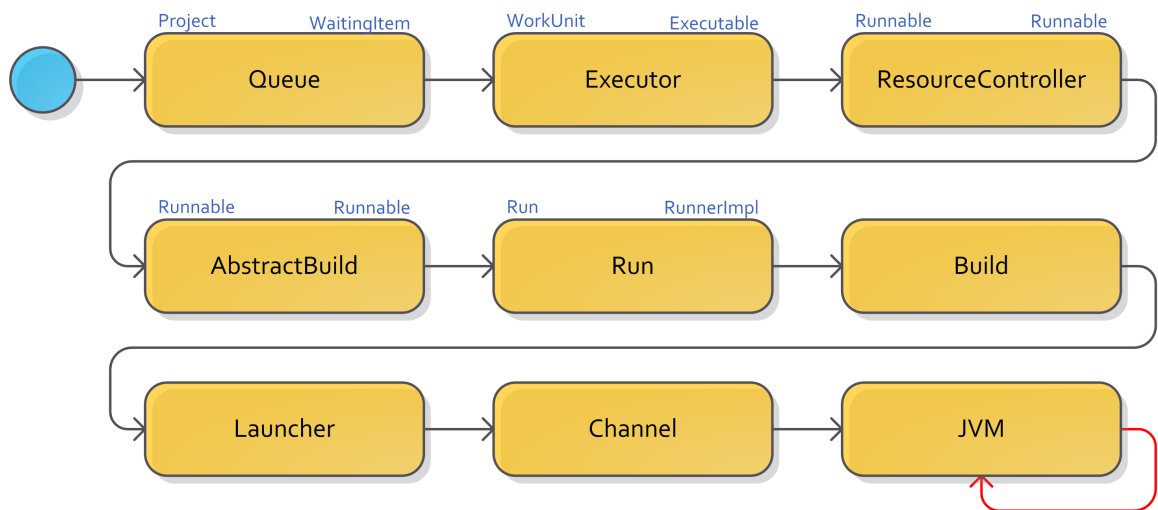 Project WaitingItem WorkUnit Executable Runnable Runnable
Queue Executor ResourceController
Runnable Runnable Run RunnerImpl
AbstractBuild Run Build
Launcher Channel JVM